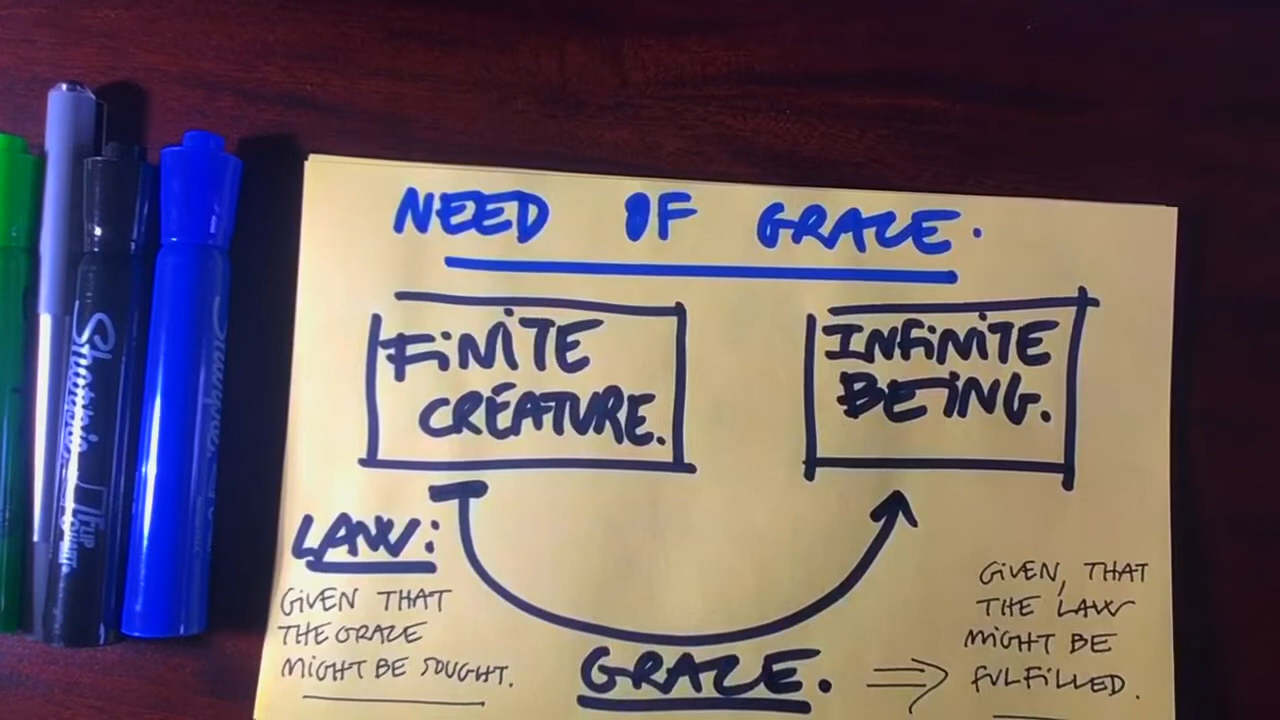 NEED OF GRACE.
FiNiTE
CREATURE.
INFiNiTE
BEING.
LAW:
GiVEN THAT
THE GRACE
MiGHT BE SOUGHT.
GRACE.
GiVEN, THAT
THE LAW
MiGHT BE
FULFiLLED.
Sharpie
FLIP
CHART